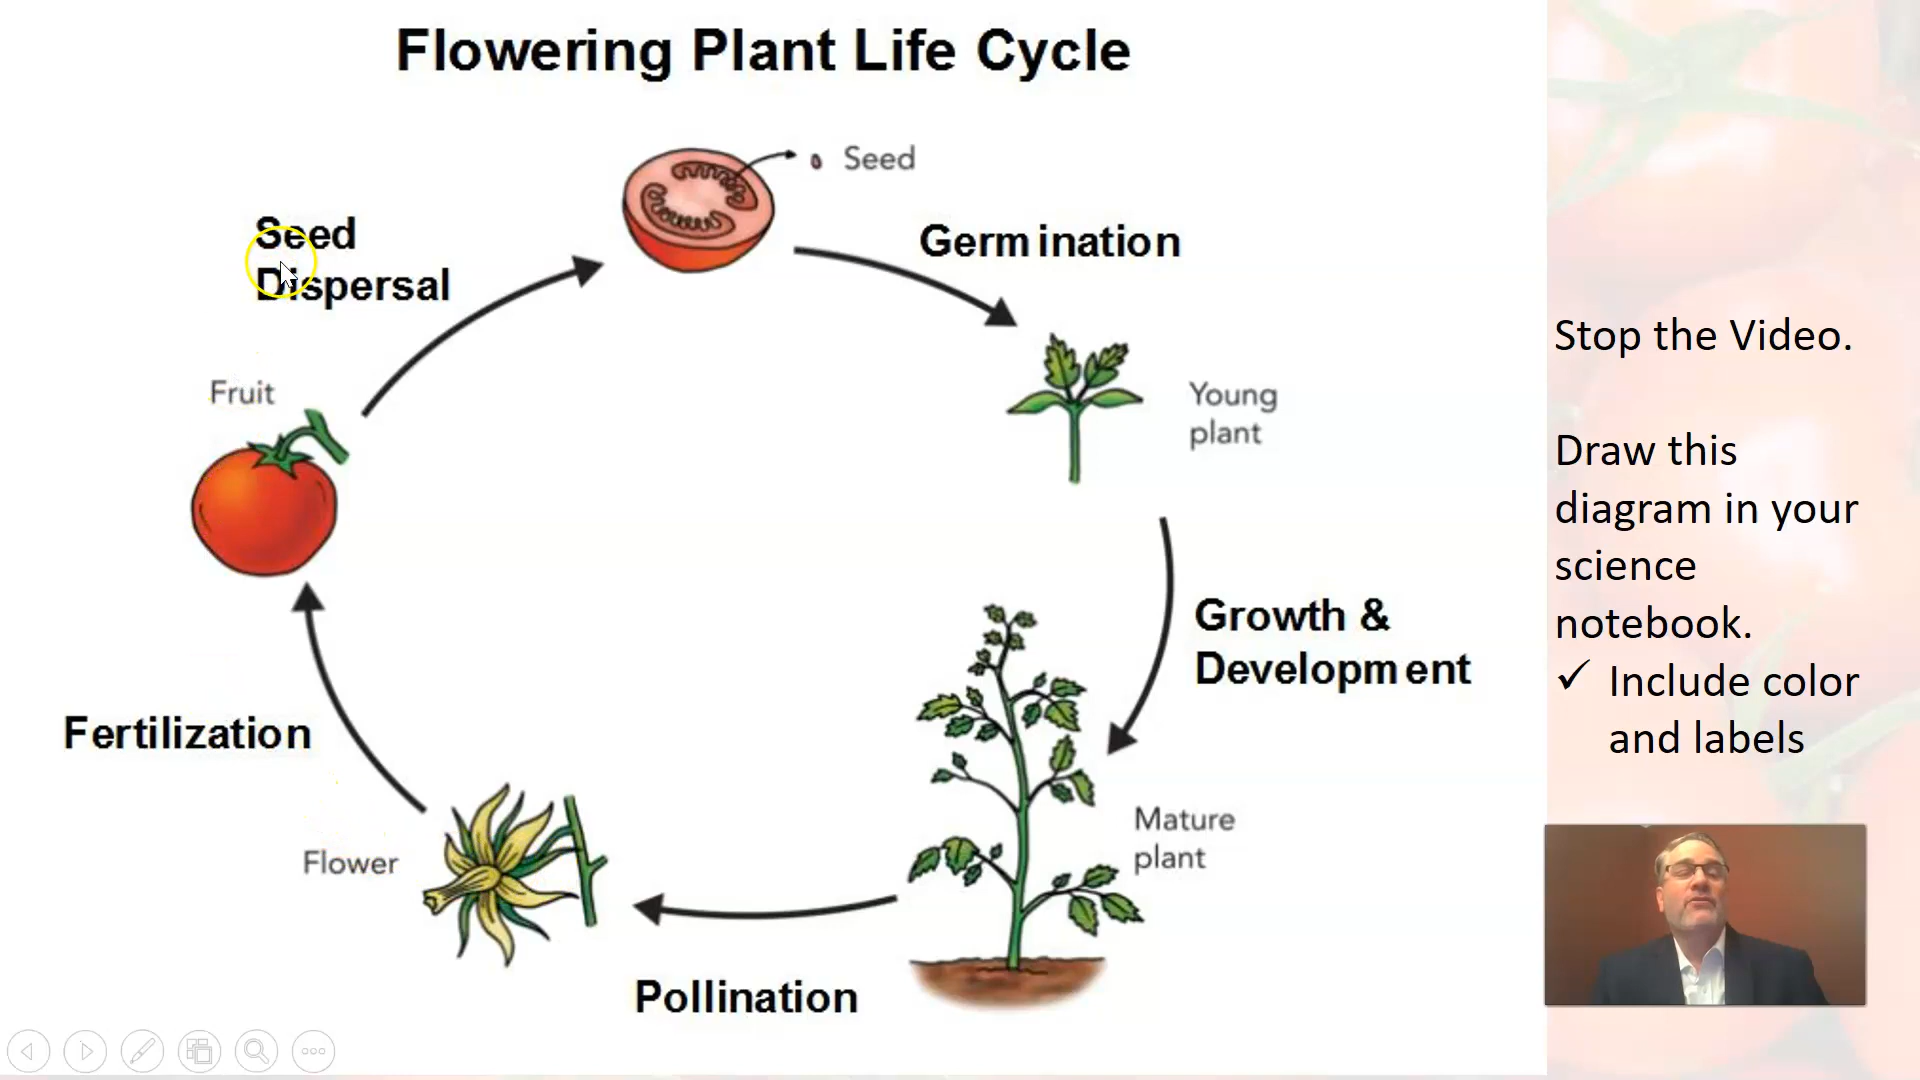 Flowering Plant Life Cycle
Seed
Seed
Dispersal
Germination
Fruit
Young
plant
Growth &
Development
Fertilization
Mature
plant
Flower
Pollination
Stop the Video.
Draw this
diagram in your
science
notebook.
✓ Include color
and labels